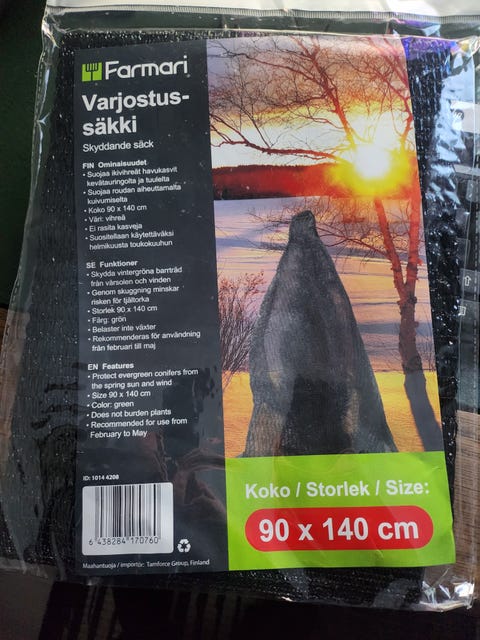 Farmari
Varjostus-
säkki
Skyddande säck
FIN Ominaisuudet
• Suojaa ikivihreät havukasvit
kevätauringolta ja tuulelta
• Suojaa roudan aiheuttamalta
kuivumiselta
• Koko 90 x 140 cm
• Väri: vihreä
• Ei rasita kasveja
• Suositellaan käytettäväksi
helmikuusta toukokuuhun
SE Funktioner
• Skydda vintergröna barrträd
från vårsolen och vinden
• Genom skuggning minskar
risken för tjältorka
• Storlek 90 x 140 cm
• Färg: grön
• Belaster inte växter
• Rekommenderas för användning
från februari till maj
EN Features
• Protect evergreen conifers from
the spring sun and wind
• Size 90 x 140 cm
• Color: green
• Does not burden plants
• Recommended for use from
February to May
ID: 1014 4208
6 438284 170760
Maahantuoja / importör: Tamforce Group, Finland
Koko / Storlek / Size:
90 x 140 cm